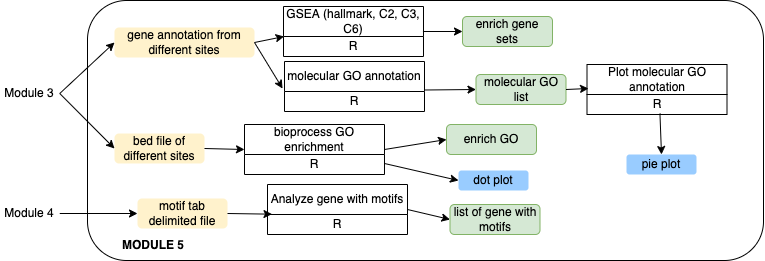 GSEA (hallmark, C2, C3,
C6)
R
gene annotation from
different sites
enrich gene
sets
molecular GO annotation
R
molecular GO
list
Plot molecular GO
annotation
R
Module 3
bed file of
different sites
bioprocess GO
enrichment
R
enrich GO
dot plot
pie plot
Module 4
motif tab
delimited file
Analyze gene with motifs
R
list of gene with
motifs
MODULE 5